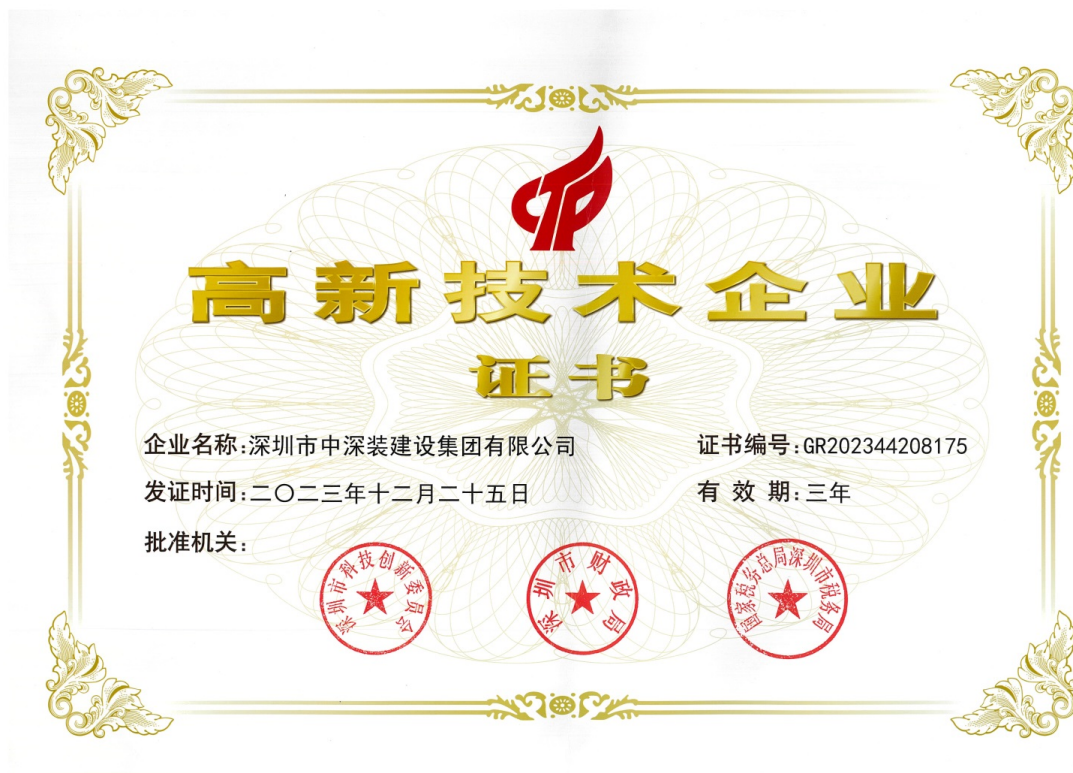 高新技术企业
证书
企业名称:深圳市中深装建设集团有限公司
证书编号:GR202344208175
发证时间:二〇二三年十二月二十五日
有效期:三年
批准机关:
深圳市科技创新委员会
深圳市财政局
国家税务总局深圳市税务局